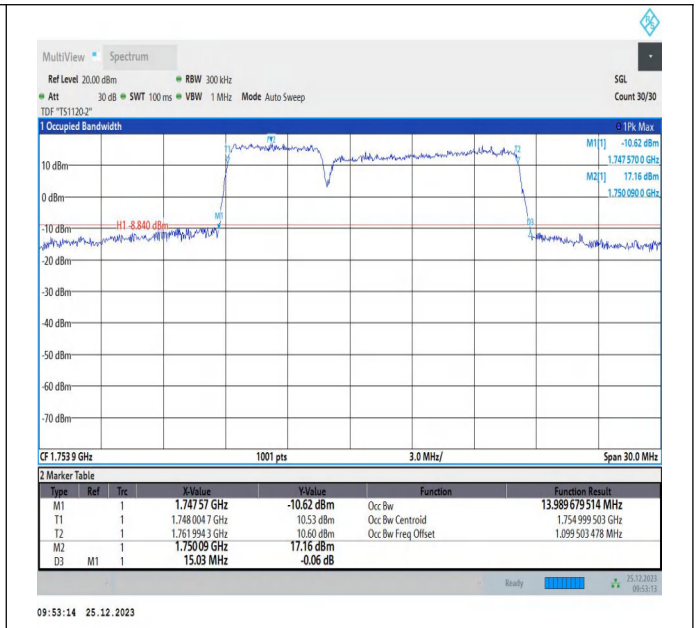 MultiView Spectrum
Ref Level 20.00 dBm RBW 300 kHz SGL
Att 30 dB SWT 100 ms VBW 1 MHz Mode Auto Sweep Count 30/30
TDF "TS1120-2"
1 Occupied Bandwidth 1Pk Max
M1[1] -10.62 dBm
1.747 570 0 GHz
M2[1] 17.16 dBm
1.750 090 0 GHz
T1 M2 T2
10 dBm
0 dBm
M1
H1 -8.840 dBm D3
-10 dBm
-20 dBm
-30 dBm
-40 dBm
-50 dBm
-60 dBm
-70 dBm
CF 1.753 9 GHz 1001 pts 3.0 MHz/ Span 30.0 MHz
2 Marker Table
Type Ref Trc X-Value Y-Value Function Function Result
M1 1 1.747 57 GHz -10.62 dBm Occ Bw 13.989 679 514 MHz
T1 1 1.748 004 7 GHz 10.53 dBm Occ Bw Centroid 1.754 999 503 GHz
T2 1 1.761 994 3 GHz 10.60 dBm Occ Bw Freq Offset 1.099 503 478 MHz
M2 1 1.750 09 GHz 17.16 dBm
D3 M1 1 15.03 MHz -0.06 dB
Ready 25.12.2023
09:53:13
09:53:14 25.12.2023